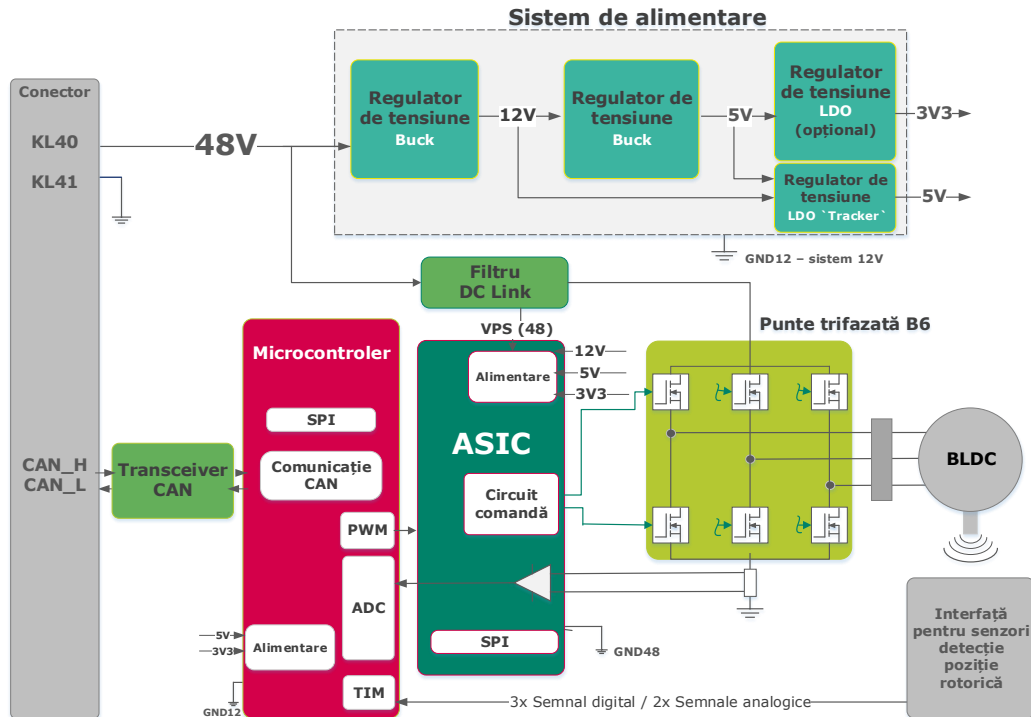 Sistem de alimentare
Conector
KL40
KL41
48V
Regulator
de tensiune
Buck
12V
Regulator de
tensiune
Buck
5V
Regulator
de tensiune
LDO
(opțional)
3V3
Regulator de
tensiune
LDO `Tracker`
5V
GND12 – sistem 12V
Filtru
DC Link
VPS (48)
Punte trifazată B6
Microcontroler
SPI
Comunicație
CAN
PWM
ADC
Alimentare
TIM
5V
3V3
GND12
CAN_H
CAN_L
Transceiver
CAN
Alimentare
12V
5V
3V3
ASIC
Circuit
comandă
SPI
GND48
BLDC
Interfață
pentru senzori
detecție
poziție
rotorică
3x Semnal digital / 2x Semnale analogice